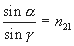 sin α / sin γ = n₂₁